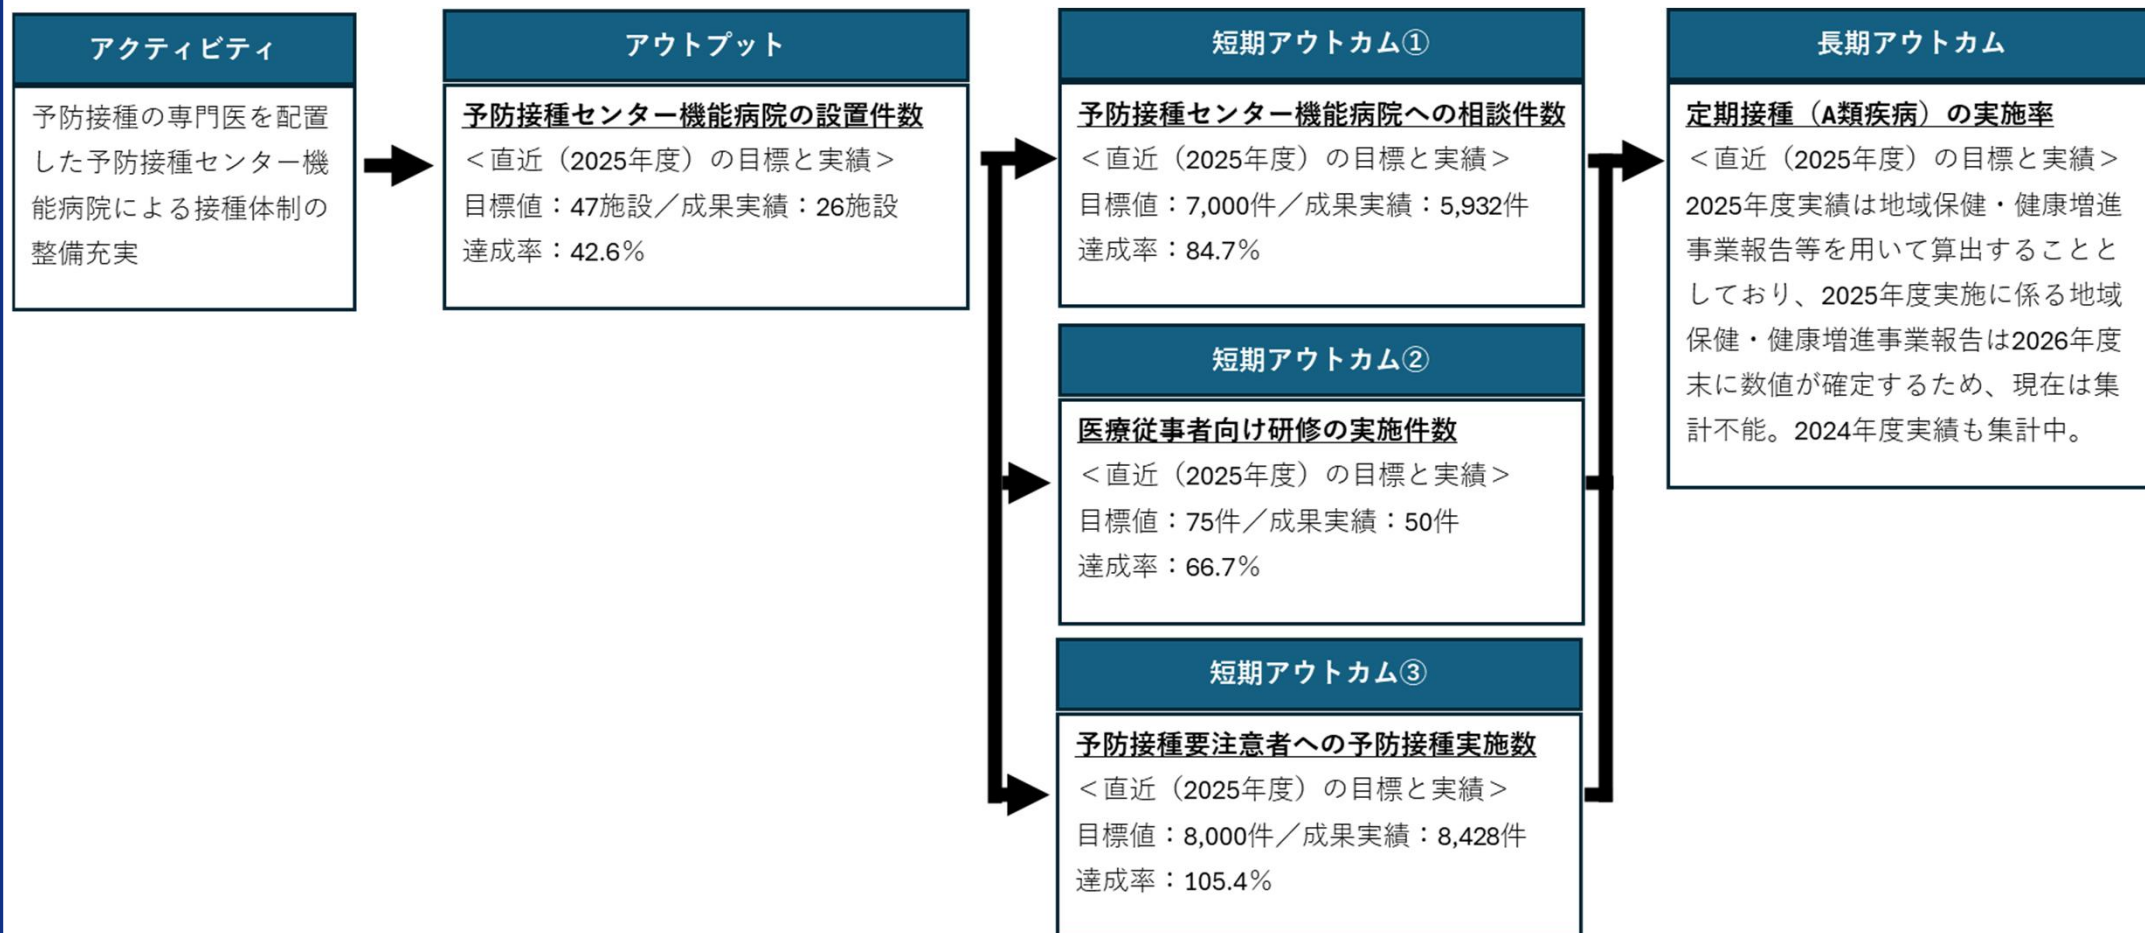 アクティビティ
予防接種の専門医を配置
した予防接種センター機
能病院による接種体制の
整備充実
アウトプット
予防接種センター機能病院の設置件数
＜直近（2025年度）の目標と実績＞
目標値：47施設／成果実績：26施設
達成率：42.6％
短期アウトカム①
予防接種センター機能病院への相談件数
＜直近（2025年度）の目標と実績＞
目標値：7,000件／成果実績：5,932件
達成率：84.7％
短期アウトカム②
医療従事者向け研修の実施件数
＜直近（2025年度）の目標と実績＞
目標値：75件／成果実績：50件
達成率：66.7％
短期アウトカム③
予防接種要注意者への予防接種実施数
＜直近（2025年度）の目標と実績＞
目標値：8,000件／成果実績：8,428件
達成率：105.4％
長期アウトカム
定期接種（A類疾病）の実施率
＜直近（2025年度）の目標と実績＞
2025年度実績は地域保健・健康増進
事業報告等を用いて算出することと
しており、2025年度実施に係る地域
保健・健康増進事業報告は2026年度
末に数値が確定するため、現在は集
計不能。2024年度実績も集計中。